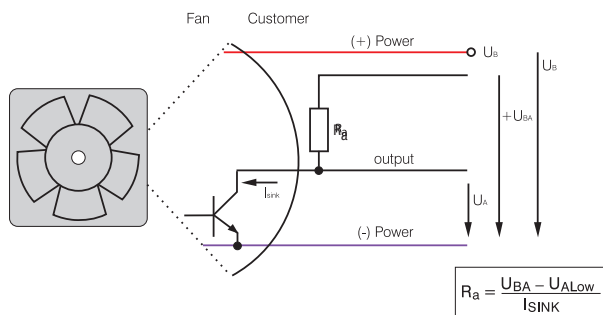 Fan Customer
(+) Power
UB
UB
Ra
+UBA
output
Isink
UA
(-) Power
Ra = UBA – UALow
ISINK